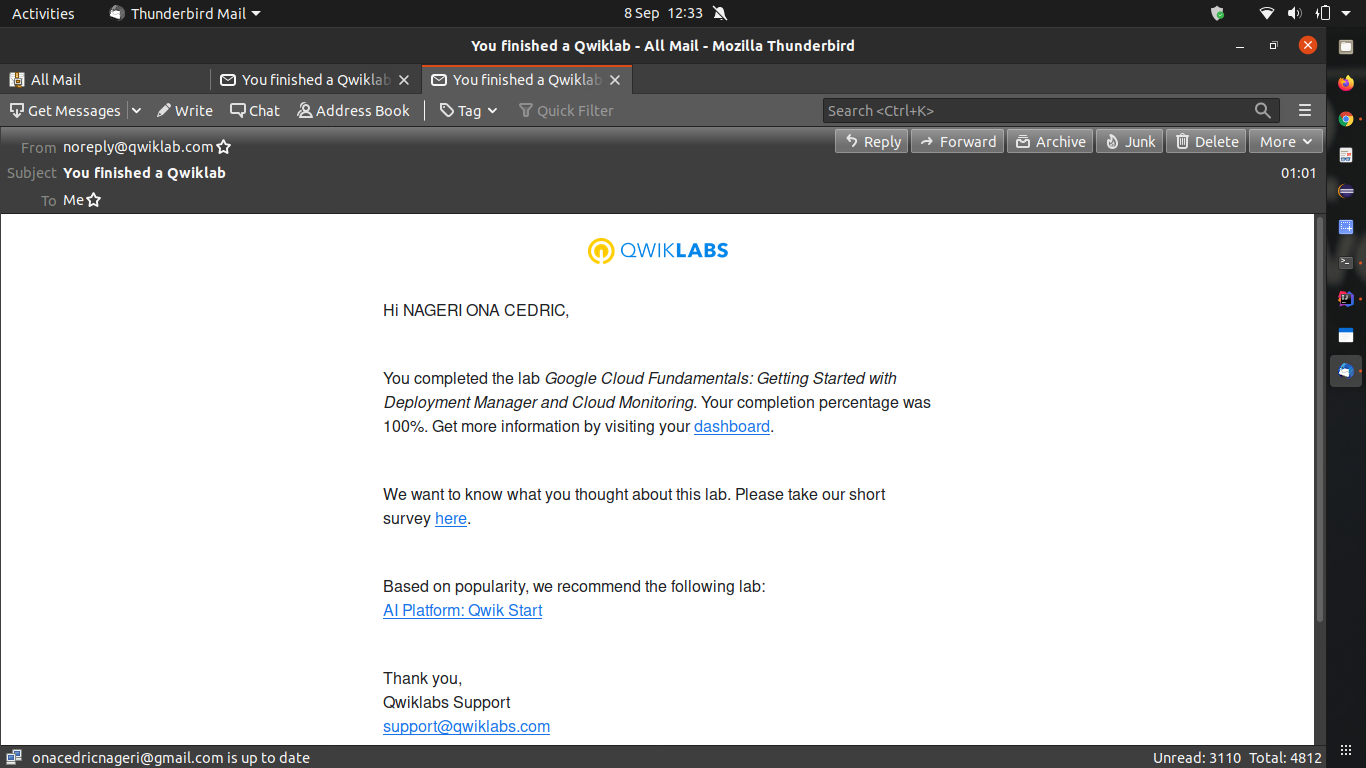 Activities Thunderbird Mail 8 Sep 12:33
You finished a Qwiklab - All Mail - Mozilla Thunderbird
All Mail You finished a Qwiklab You finished a Qwiklab
Get Messages Write Chat Address Book Tag Quick Filter Search <Ctrl+K>
From noreply@qwiklab.com Reply Forward Archive Junk Delete More
Subject You finished a Qwiklab 01:01
To Me
QWIKLABS
Hi NAGERI ONA CEDRIC,
You completed the lab Google Cloud Fundamentals: Getting Started with
Deployment Manager and Cloud Monitoring. Your completion percentage was
100%. Get more information by visiting your dashboard.
We want to know what you thought about this lab. Please take our short
survey here.
Based on popularity, we recommend the following lab:
AI Platform: Qwik Start
Thank you,
Qwiklabs Support
support@qwiklabs.com
onacedricnageri@gmail.com is up to date Unread: 3110 Total: 4812